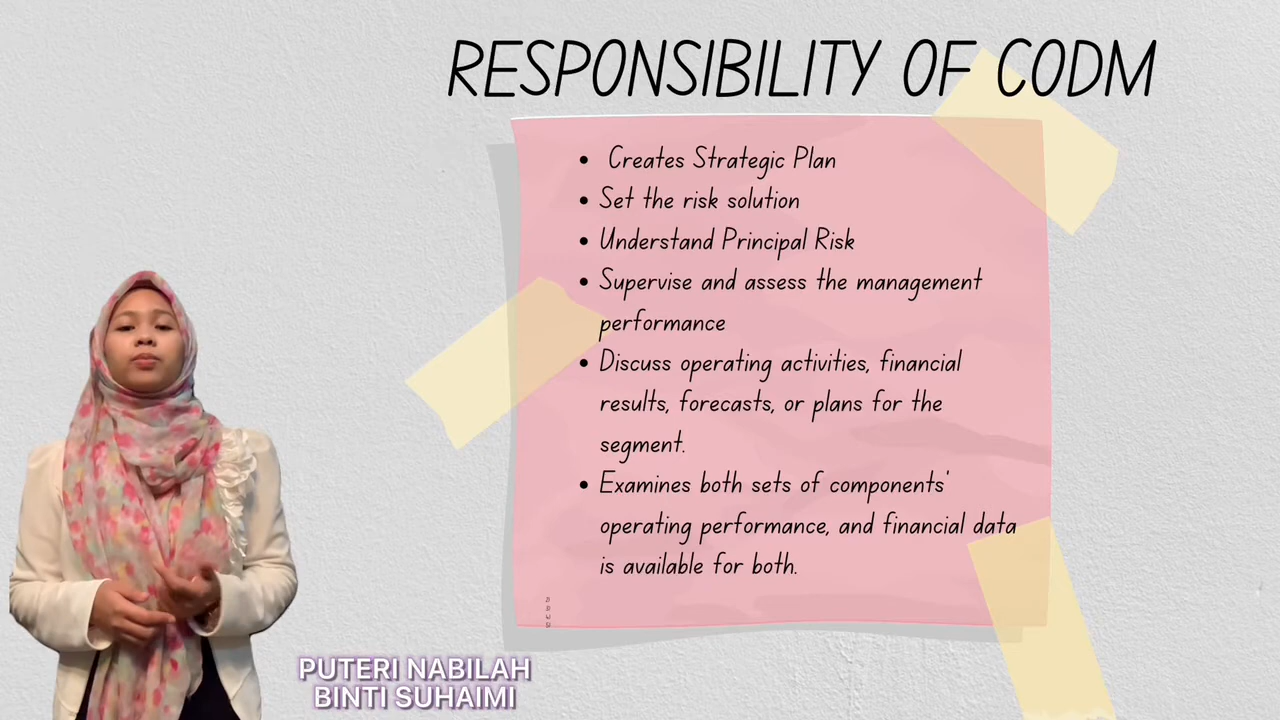 RESPONSIBILITY OF CODM
• Creates Strategic Plan
• Set the risk solution
• Understand Principal Risk
• Supervise and assess the management
performance
• Discuss operating activities, financial
results, forecasts, or plans for the
segment.
• Examines both sets of components'
operating performance, and financial data
is available for both.
PUTERI NABILAH
BINTI SUHAIMI